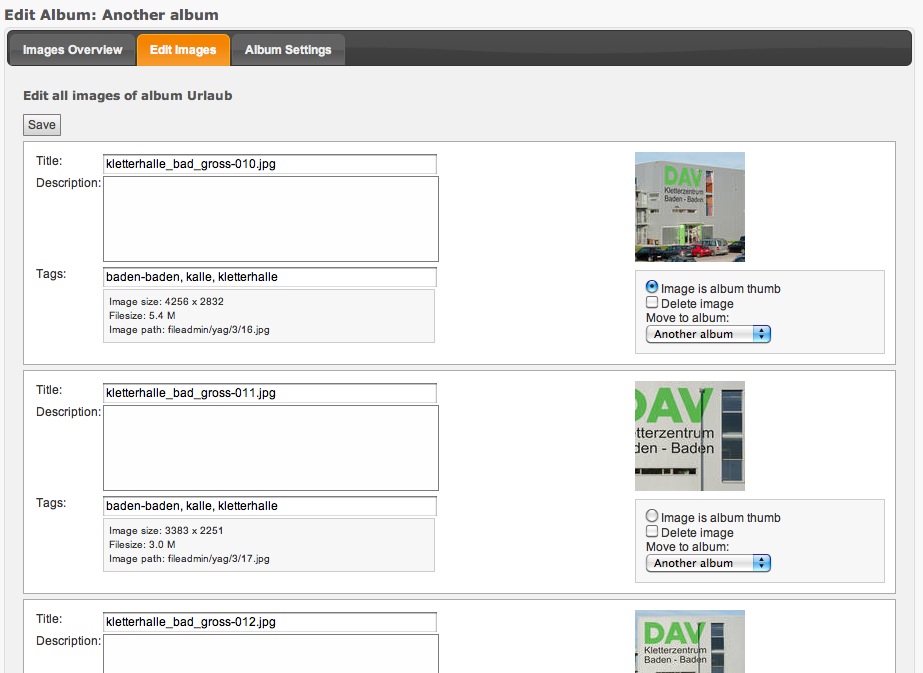 Edit Album: Another album
Images Overview
Edit Images
Album Settings
Edit all images of album Urlaub
Save
Title:
kletterhalle_bad_gross-010.jpg
Description:
DAV
Kletterzentrum
Baden - Baden
Tags:
baden-baden, kalle, kletterhalle
Image size: 4256 x 2832
Filesize: 5.4 M
Image path: fileadmin/yag/3/16.jpg
Image is album thumb
Delete image
Move to album:
Another album
Title:
kletterhalle_bad_gross-011.jpg
Description:
DAV
tterzentrum
den - Baden
Tags:
baden-baden, kalle, kletterhalle
Image size: 3383 x 2251
Filesize: 3.0 M
Image path: fileadmin/yag/3/17.jpg
Image is album thumb
Delete image
Move to album:
Another album
Title:
kletterhalle_bad_gross-012.jpg
Description:
DAV
Kletterzentrum
Baden - Baden